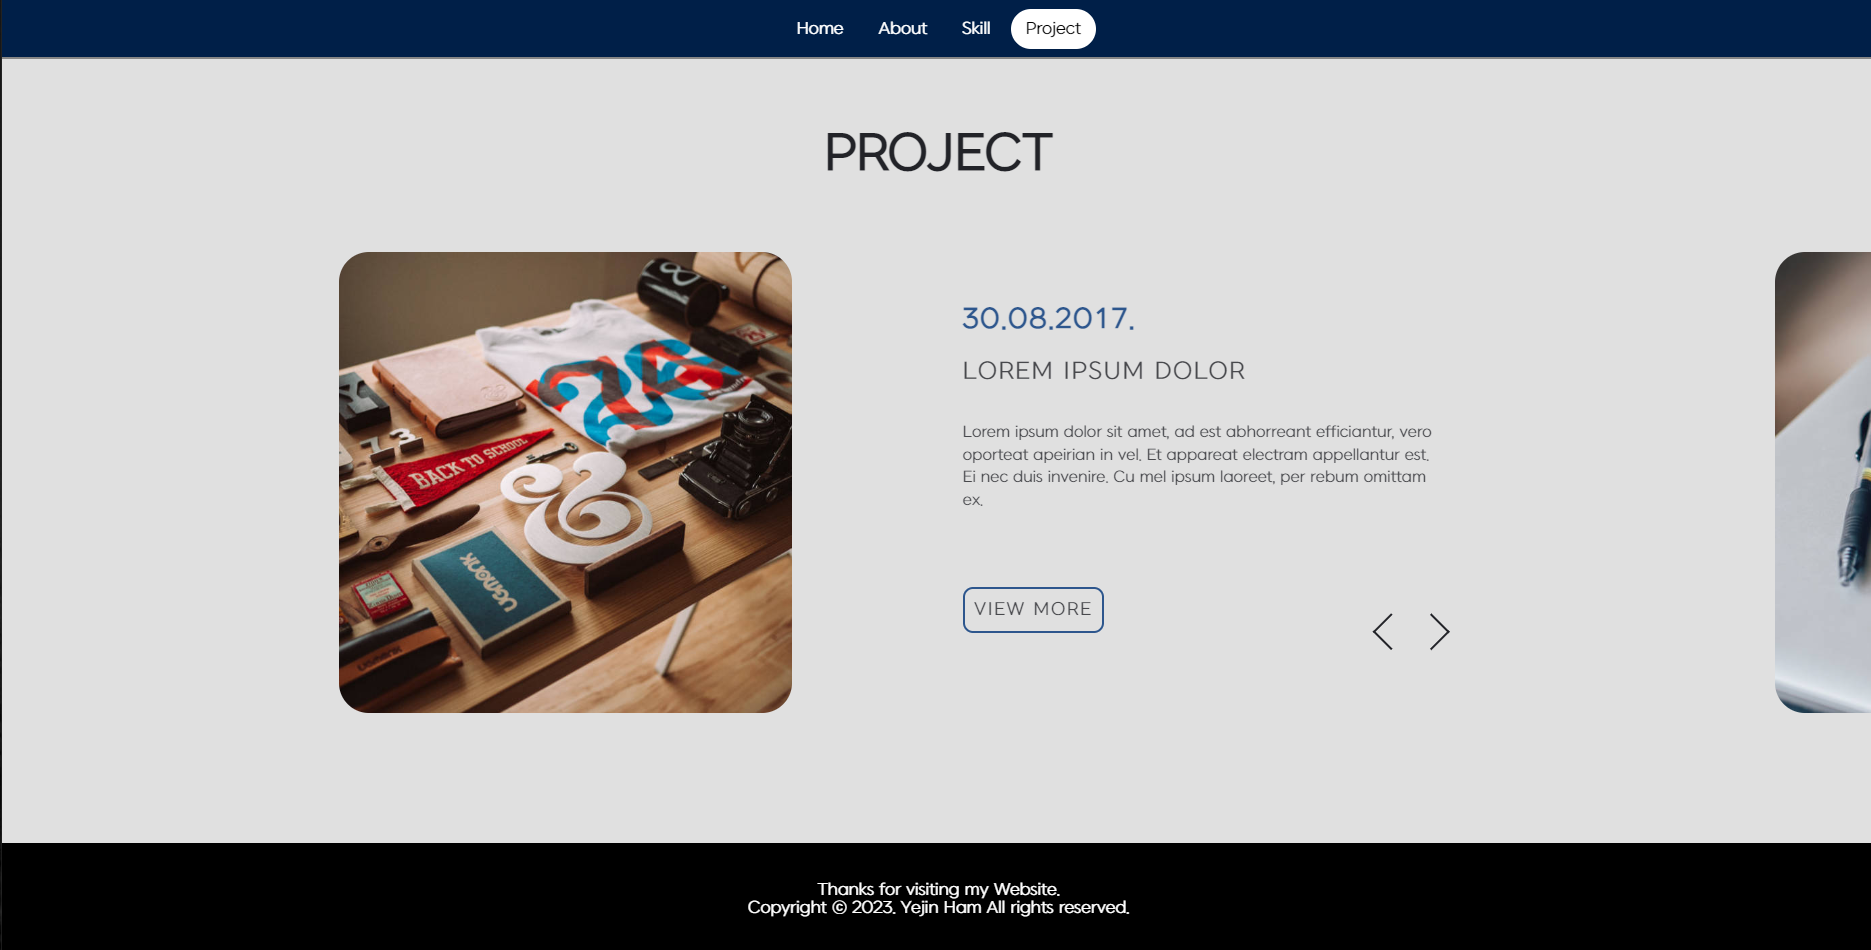 Home About Skill Project
PROJECT
30.08.2017.
LOREM IPSUM DOLOR
Lorem ipsum dolor sit amet, ad est abhorreant efficiantur, vero
oporteat apeirian in vel. Et appareat electram appellantur est.
Ei nec duis invenire. Cu mel ipsum laoreet, per rebum omittam
ex.
VIEW MORE
26
&
173
BACK TO SCHOOL
&
UGMONK
Thanks for visiting my Website.
Copyright © 2023. Yejin Ham All rights reserved.